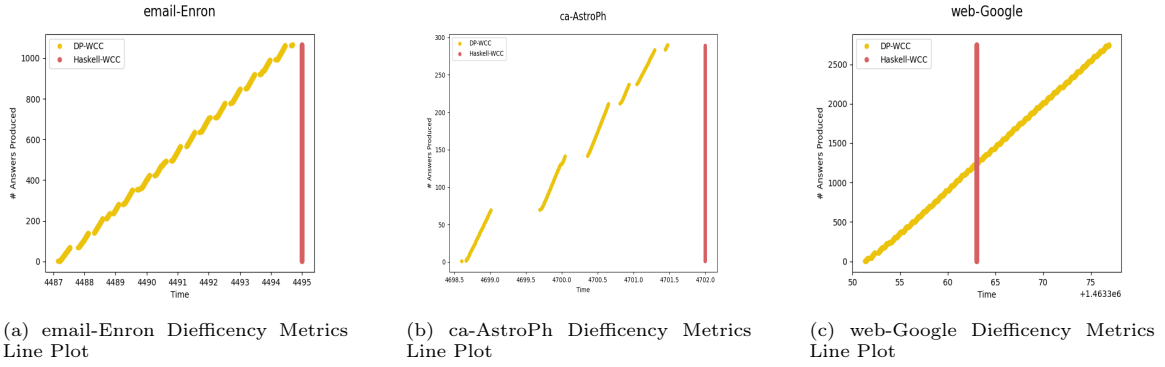 email-Enron
DP-WCC
Haskell-WCC
# Answers Produced
1000
800
600
400
200
0
4487 4488 4489 4490 4491 4492 4493 4494 4495
Time
ca-AstroPh
DP-WCC
Haskell-WCC
# Answers Produced
300
250
200
150
100
50
0
4698.5 4699.0 4699.5 4700.0 4700.5 4701.0 4701.5 4702.0
Time
web-Google
DP-WCC
Haskell-WCC
# Answers Produced
2500
2000
1500
1000
500
0
50 55 60 65 70 75
Time
+1.4633e6
(a) email-Enron Diefficency Metrics
Line Plot
(b) ca-AstroPh Diefficency Metrics
Line Plot
(c) web-Google Diefficency Metrics
Line Plot